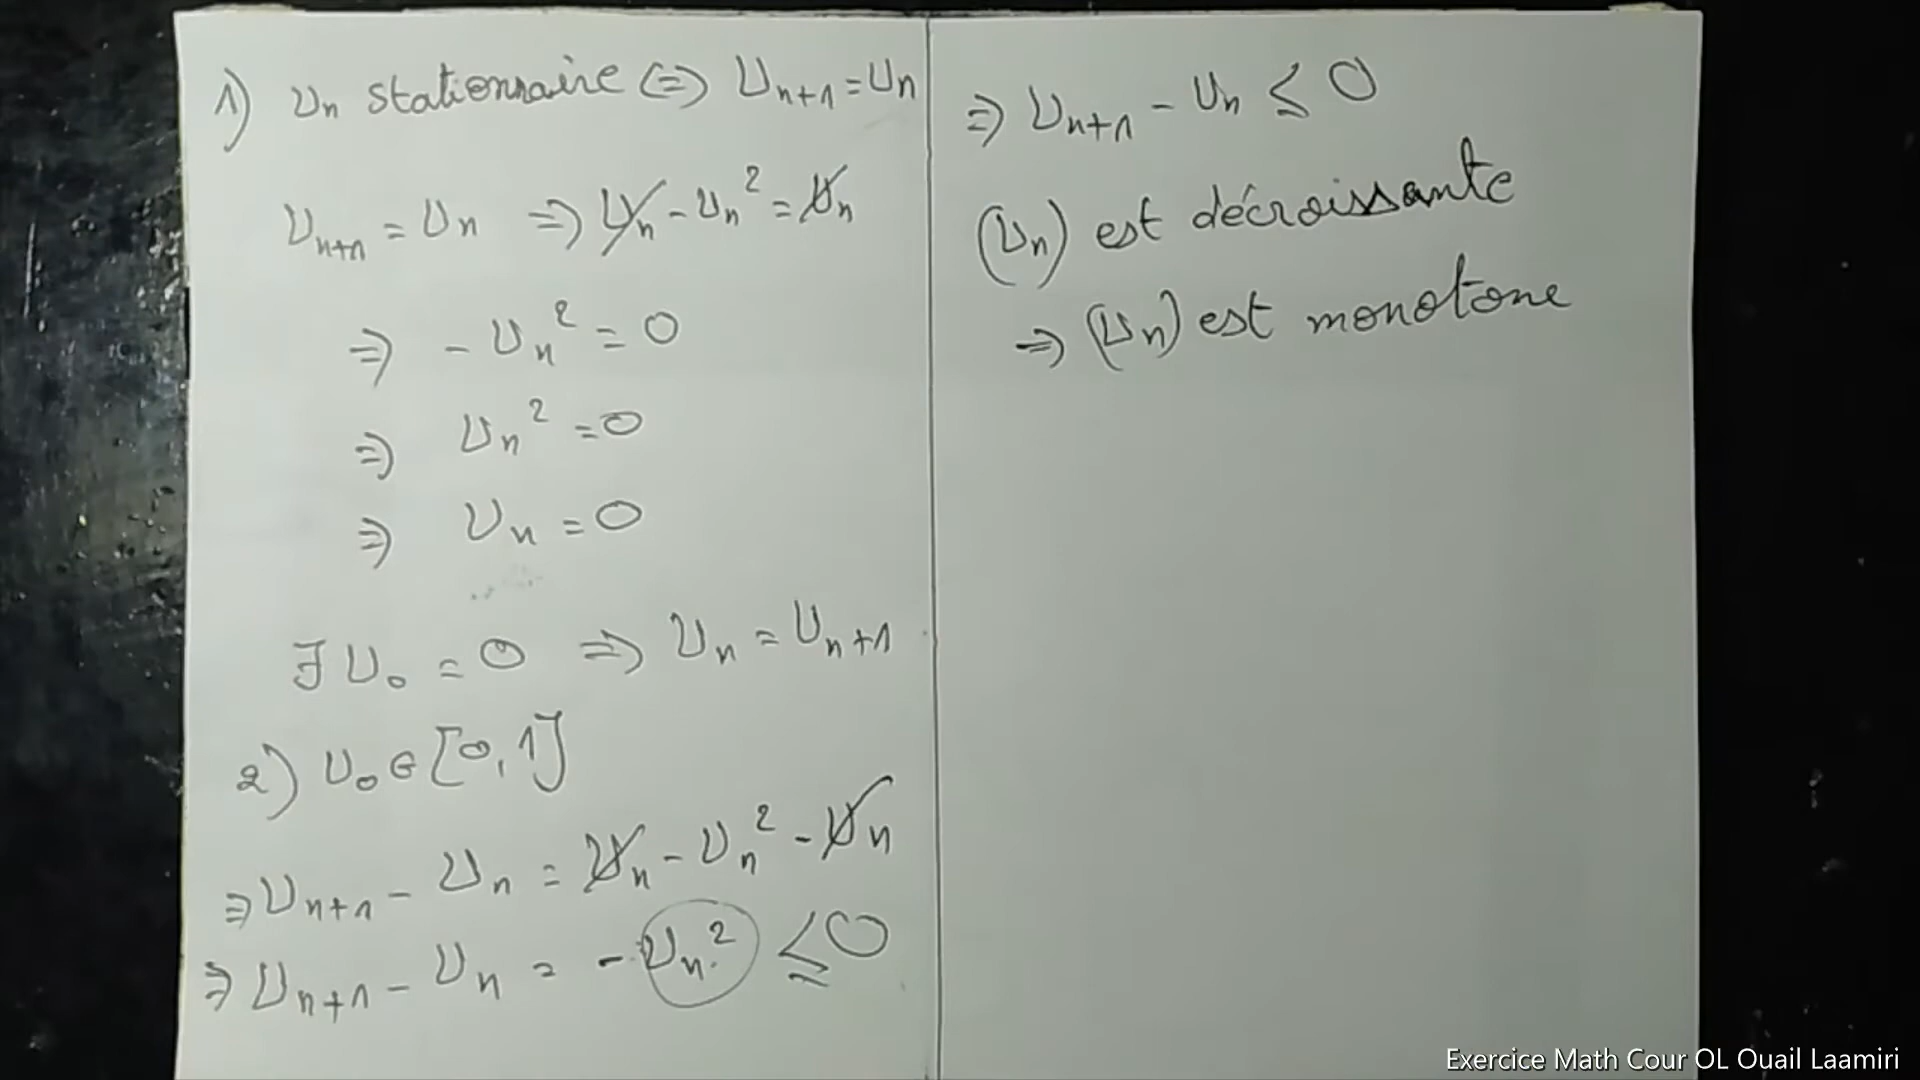 1) Un stationnaire <=> Un+1 = Un
Un+1 = Un => Un - Un² = Un
=> - Un² = 0
=> Un² = 0
=> Un = 0
∃ U0 = 0 => Un = Un+1
2) U0 ∈ [0,1]
=> Un+1 - Un = Un - Un² - Un
=> Un+1 - Un = - Un² ≤ 0
=> Un+1 - Un ≤ 0
(Un) est décroissante
=> (Un) est monotone
Exercice Math Cour OL Ouail Laamiri